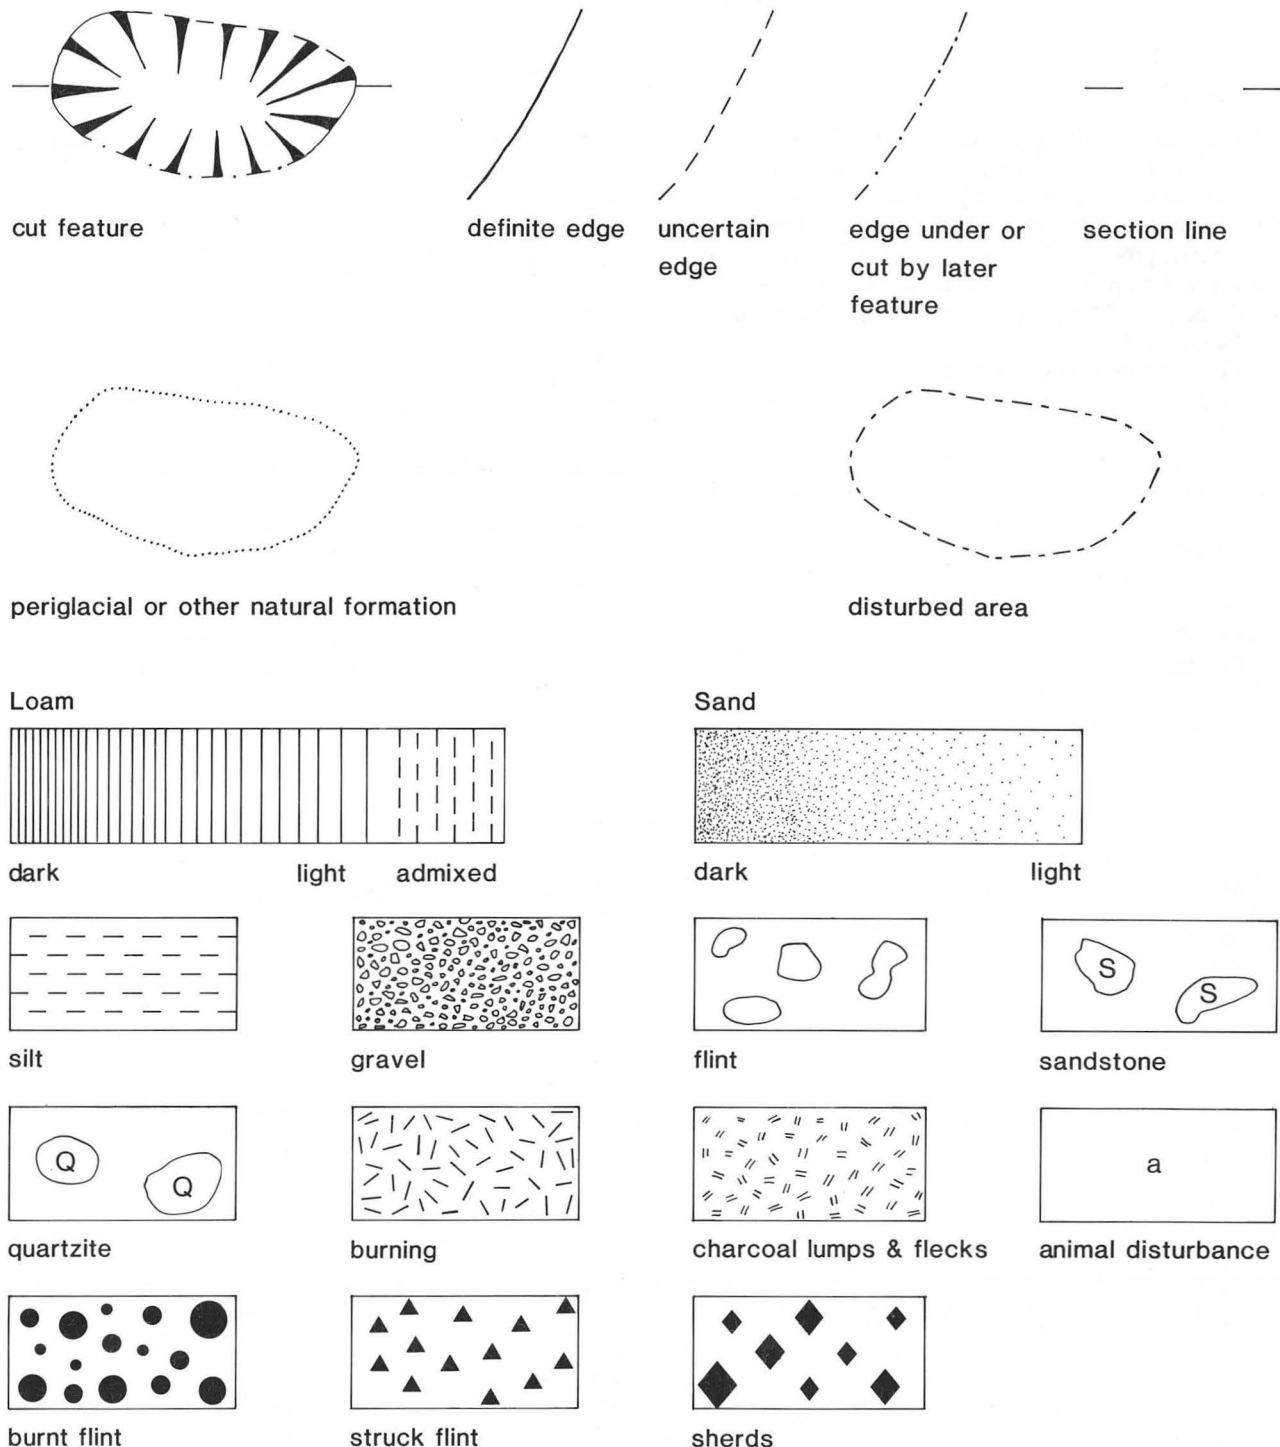 cut feature
definite edge
uncertain
edge
edge under or
cut by later
feature
section line
periglacial or other natural formation
disturbed area
Loam
Sand
dark light admixed
dark light
silt
gravel
flint
S
S
sandstone
Q
Q
quartzite
burning
charcoal lumps & flecks
a
animal disturbance
burnt flint
struck flint
sherds